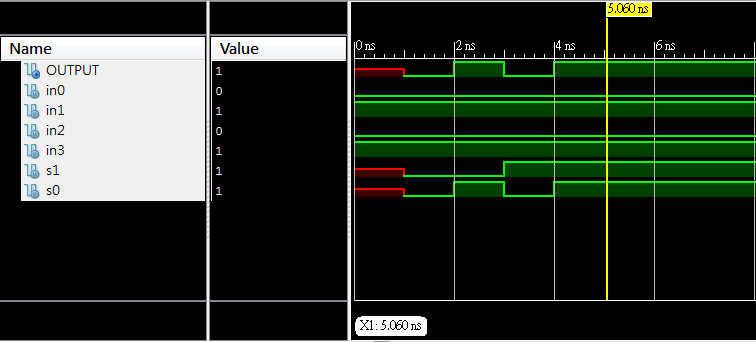 5.060 ns
Name Value
0 ns 2 ns 4 ns 6 ns
OUTPUT 1
in0 0
in1 1
in2 0
in3 1
s1 1
s0 1
X1: 5.060 ns